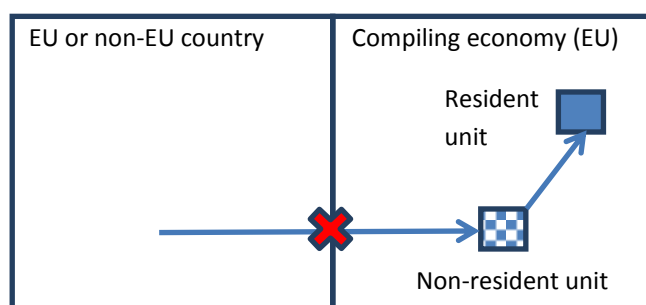 EU or non-EU country
Compiling economy (EU)
Resident
unit
Non-resident unit